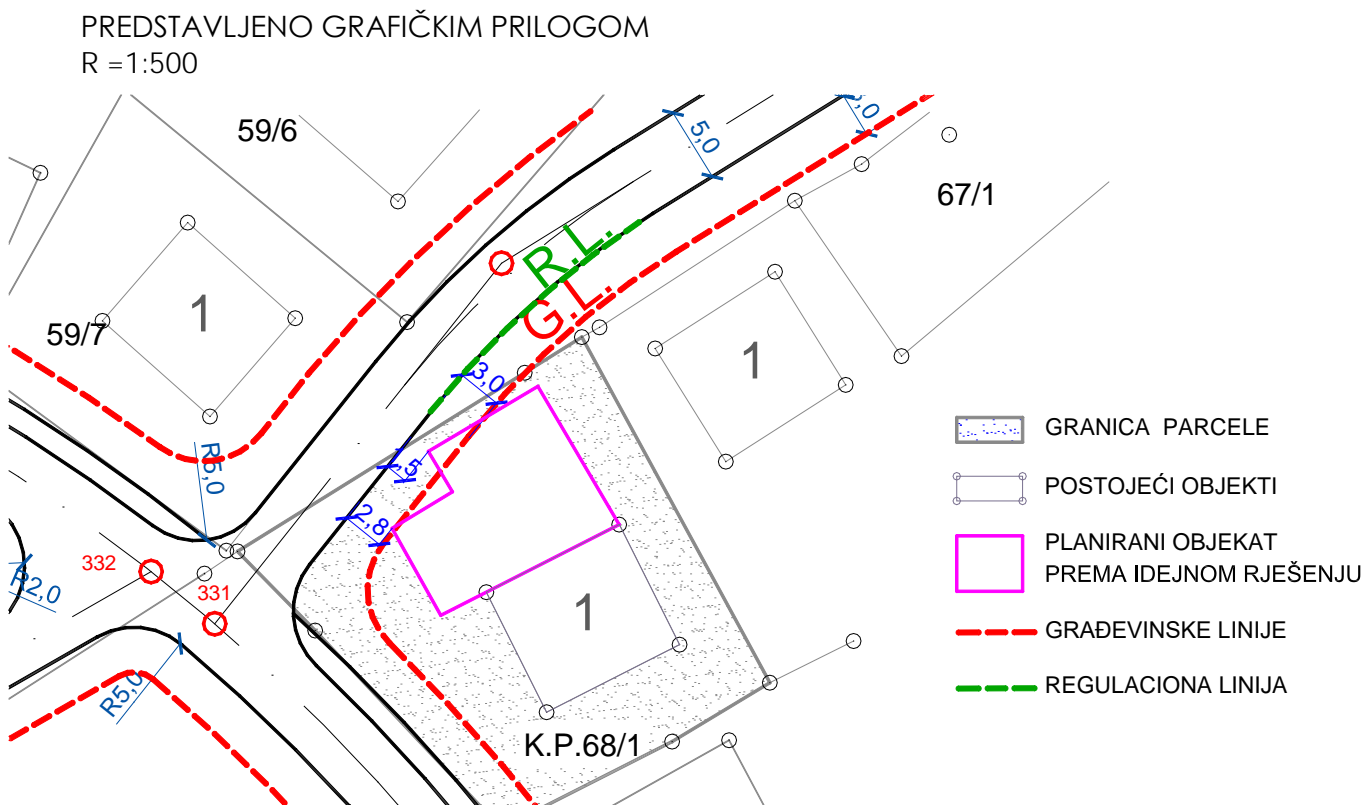 PREDSTAVLJENO GRAFIČKIM PRILOGOM
R =1:500
59/6
5,0
,0
67/1
R.L.
G.L.
1
59/7
1
3,0
GRANICA PARCELE
R5,0
,5
POSTOJEĆI OBJEKTI
2,8
PLANIRANI OBJEKAT
PREMA IDEJNOM RJEŠENJU
332
R2,0
331
1
GRAĐEVINSKE LINIJE
R5,0
REGULACIONA LINIJA
K.P.68/1